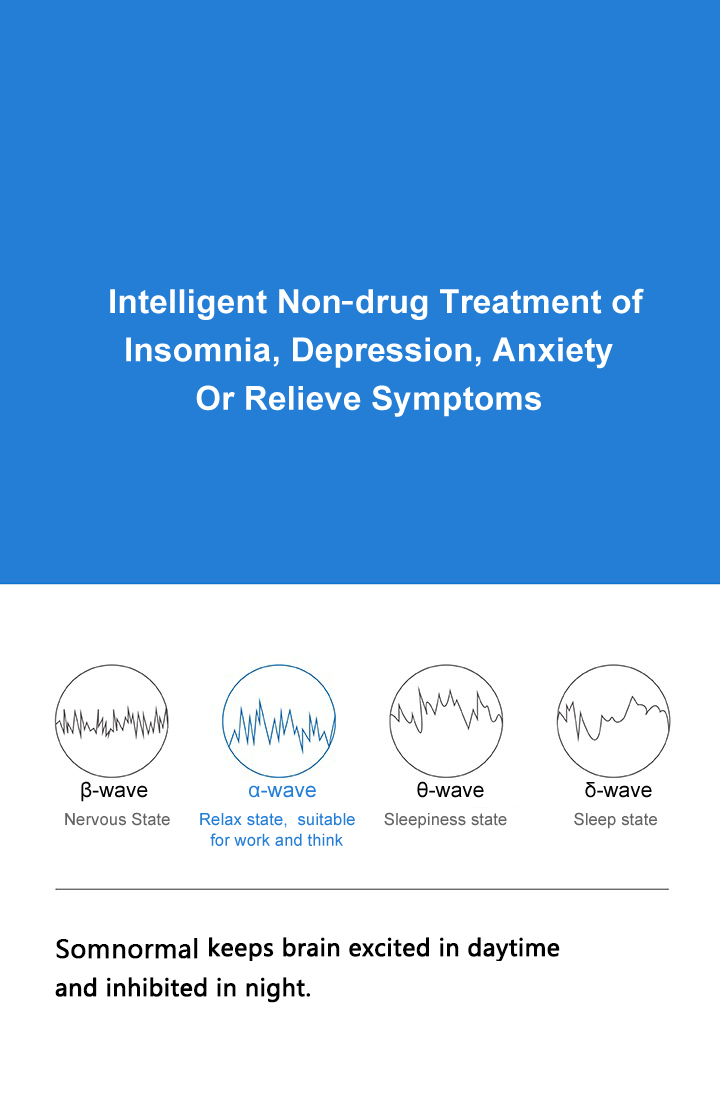 Intelligent Non-drug Treatment of
Insomnia, Depression, Anxiety
Or Relieve Symptoms
β-wave
Nervous State
α-wave
Relax state, suitable
for work and think
θ-wave
Sleepiness state
δ-wave
Sleep state
Somnormal keeps brain excited in daytime
and inhibited in night.